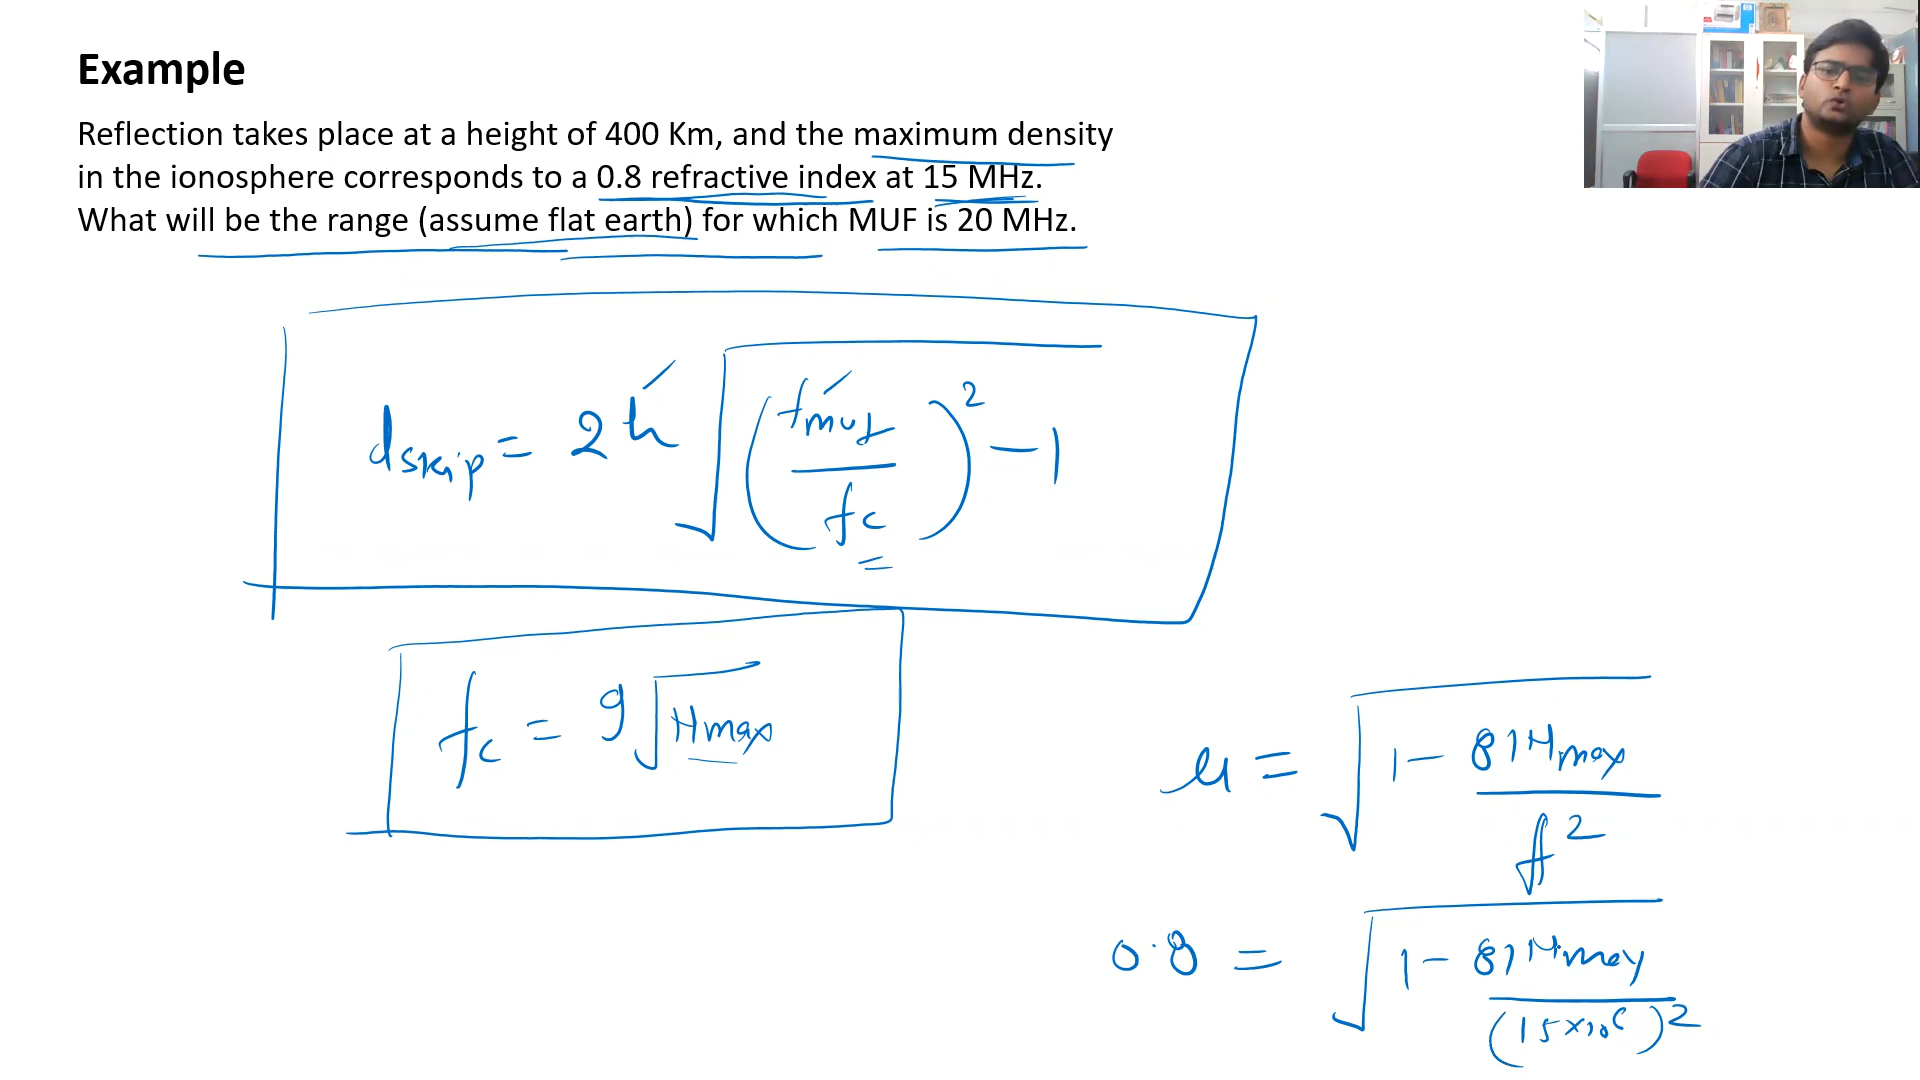 Example
Reflection takes place at a height of 400 Km, and the maximum density
in the ionosphere corresponds to a 0.8 refractive index at 15 MHz.
What will be the range (assume flat earth) for which MUF is 20 MHz.
dskip = 2h √((fmuf / fc)² − 1)
fc = 9√Nmax
μ = √(1 − 81Nmax / f²)
0.8 = √(1 − 81Nmax / (15×10⁶)²)